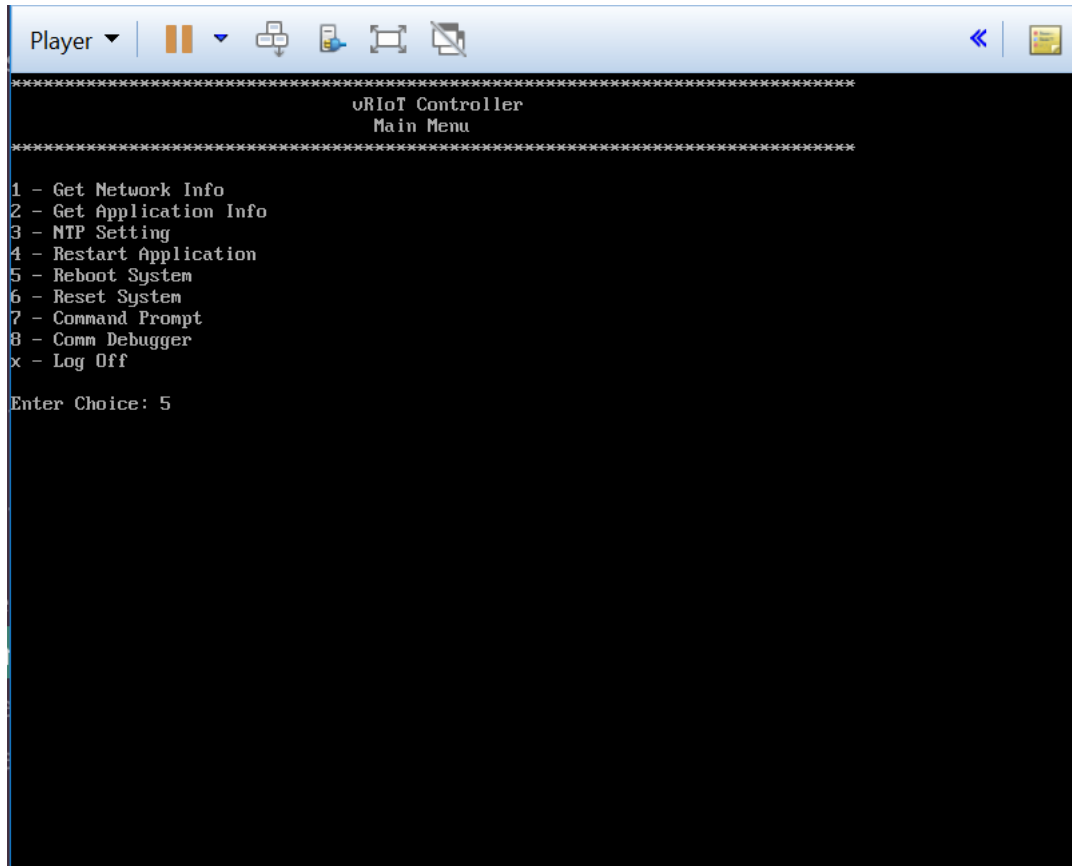 Player
********************************************************************************
vRIoT Controller
Main Menu
********************************************************************************
1 - Get Network Info
2 - Get Application Info
3 - NTP Setting
4 - Restart Application
5 - Reboot System
6 - Reset System
7 - Command Prompt
8 - Comm Debugger
x - Log Off
Enter Choice: 5